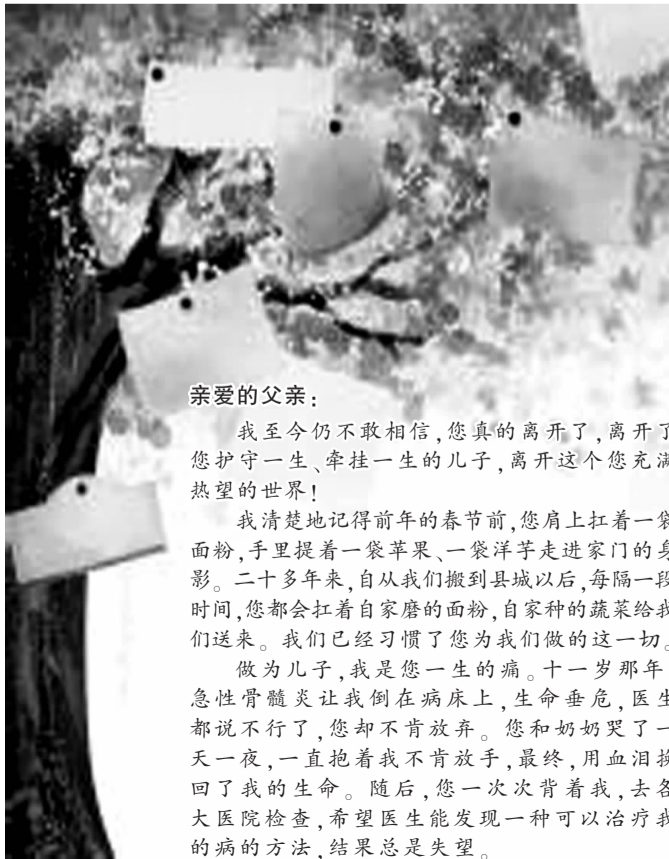 亲爱的父亲：
我至今仍不敢相信，您真的离开了，离开了
您护守一生、牵挂一生的儿子，离开这个您充满
热望的世界！
我清楚地记得前年的春节前，您肩上扛着一袋
面粉，手里提着一袋苹果、一袋洋芋走进家门的身
影。二十多年来，自从我们搬到县城以后，每隔一段
时间，您都会扛着自家磨的面粉，自家种的蔬菜给我
们送来。我们已经习惯了您为我们做的这一切。
做为儿子，我是您一生的痛。十一岁那年，
急性骨髓炎让我倒在病床上，生命垂危，医生
都说不行了，您却不肯放弃。您和奶奶哭了一
天一夜，一直抱着我不肯放手，最终，用血泪换
回了我的生命。随后，您一次次背着我，去各
大医院检查，希望医生能发现一种可以治疗我
的病的方法，结果总是失望。